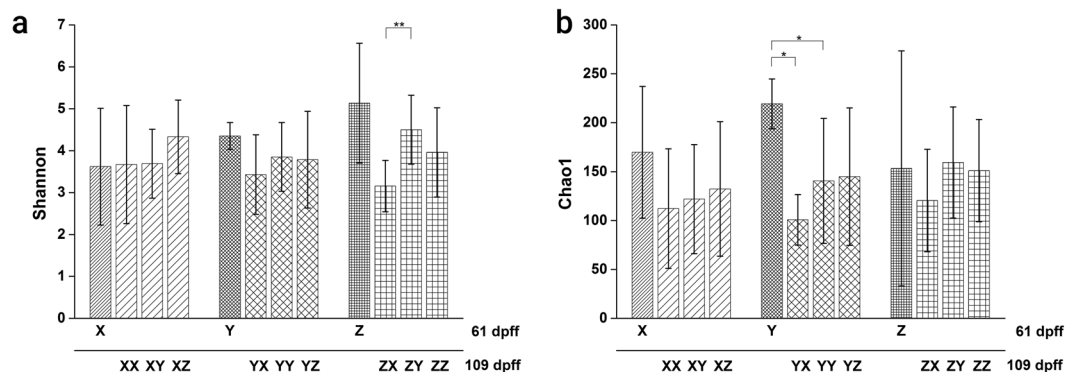 a
7
6
5
4
3
2
1
0
Shannon
**
X Y Z 61 dpff
XX XY XZ YX YY YZ ZX ZY ZZ 109 dpff
b
300
250
200
150
100
50
0
Chao1
*
*
X Y Z 61 dpff
XX XY XZ YX YY YZ ZX ZY ZZ 109 dpff